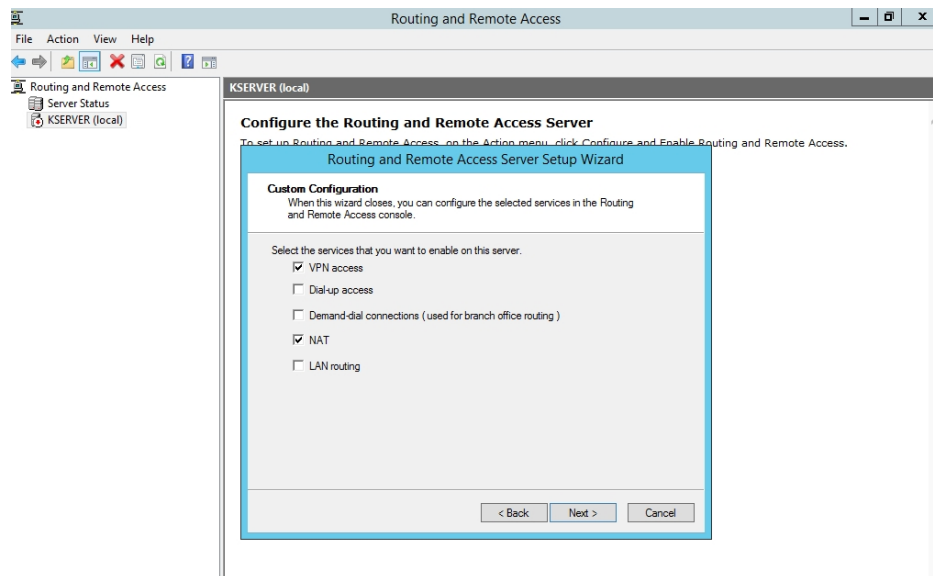 Routing and Remote Access
File Action View Help
Routing and Remote Access
Server Status
KSERVER (local)
KSERVER (local)
Configure the Routing and Remote Access Server
To set up Routing and Remote Access, on the Action menu, click Configure and Enable Routing and Remote Access.
Routing and Remote Access Server Setup Wizard
Custom Configuration
When this wizard closes, you can configure the selected services in the Routing
and Remote Access console.
Select the services that you want to enable on this server.
VPN access
Dial-up access
Demand-dial connections ( used for branch office routing )
NAT
LAN routing
< Back Next > Cancel